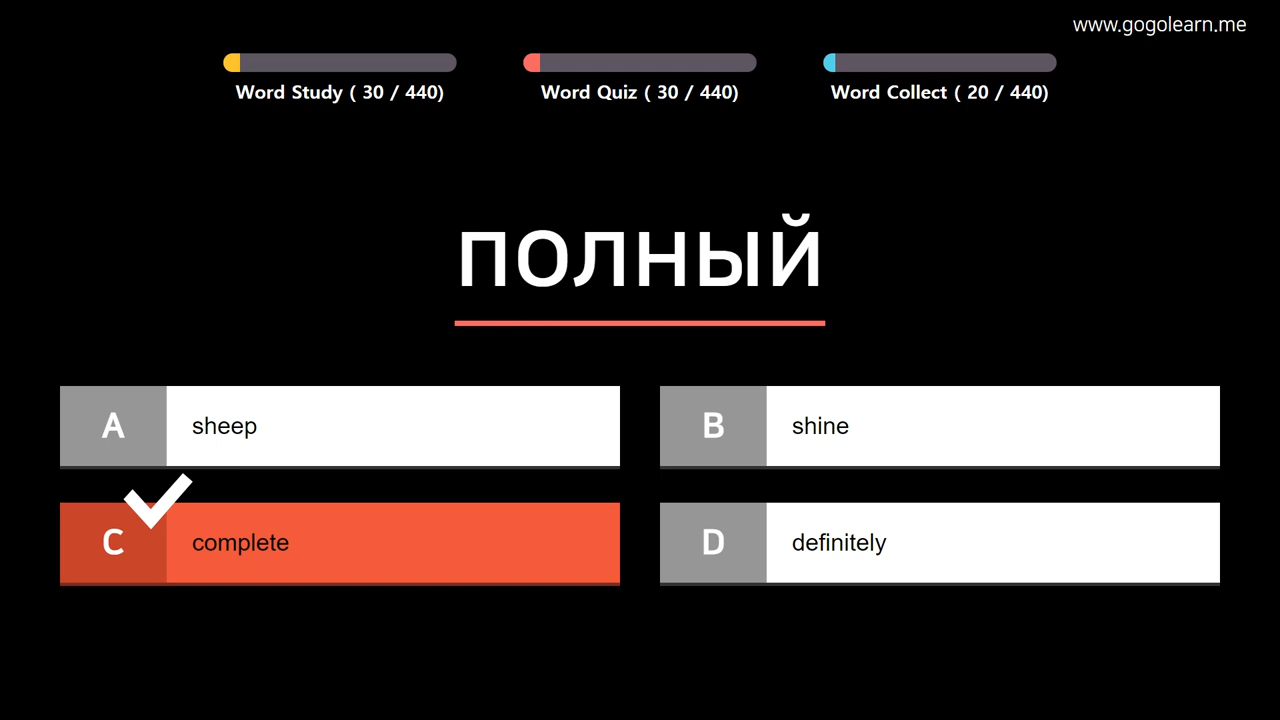 www.gogolearn.me
Word Study ( 30 / 440)
Word Quiz ( 30 / 440)
Word Collect ( 20 / 440)
полный
A sheep
B shine
C complete
D definitely